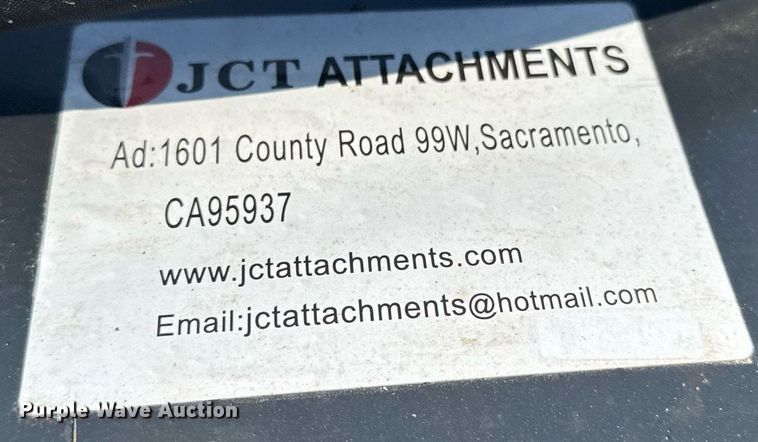 JCT ATTACHMENTS
Ad:1601 County Road 99W,Sacramento,
CA95937
www.jctattachments.com
Email:jctattachments@hotmail.com
Purple Wave Auction